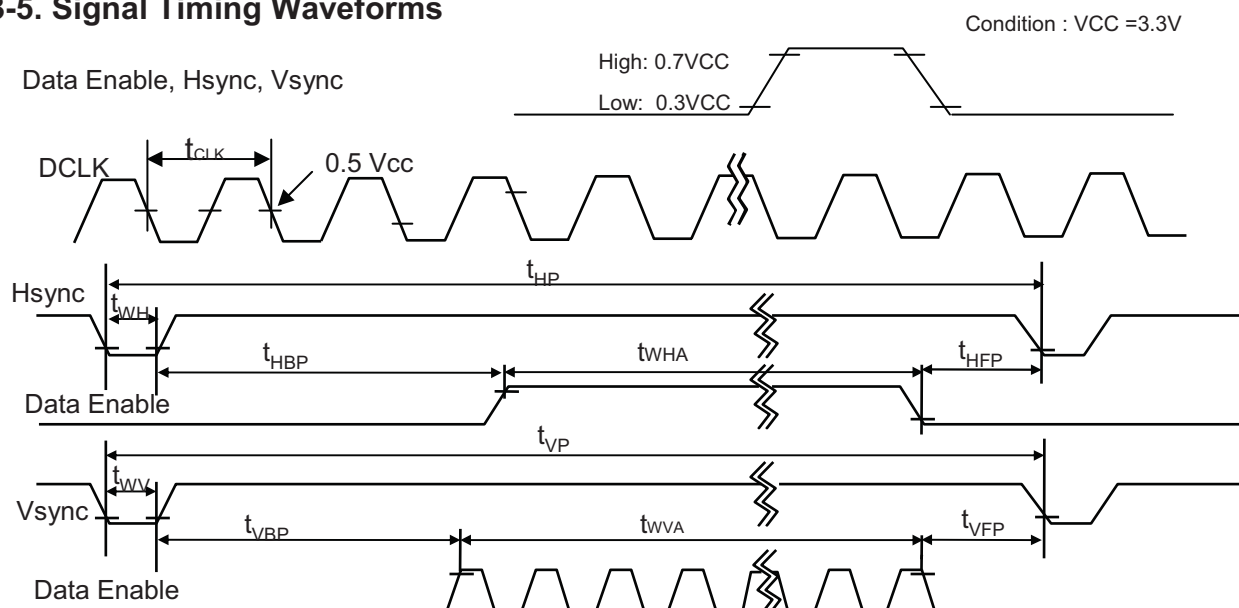 3-5. Signal Timing Waveforms
Condition : VCC =3.3V
Data Enable, Hsync, Vsync
High: 0.7VCC
Low: 0.3VCC
DCLK
tCLK
0.5 Vcc
tHP
Hsync
tWH
tHBP
tWHA
tHFP
Data Enable
tVP
tWV
Vsync
tVBP
tWVA
tVFP
Data Enable